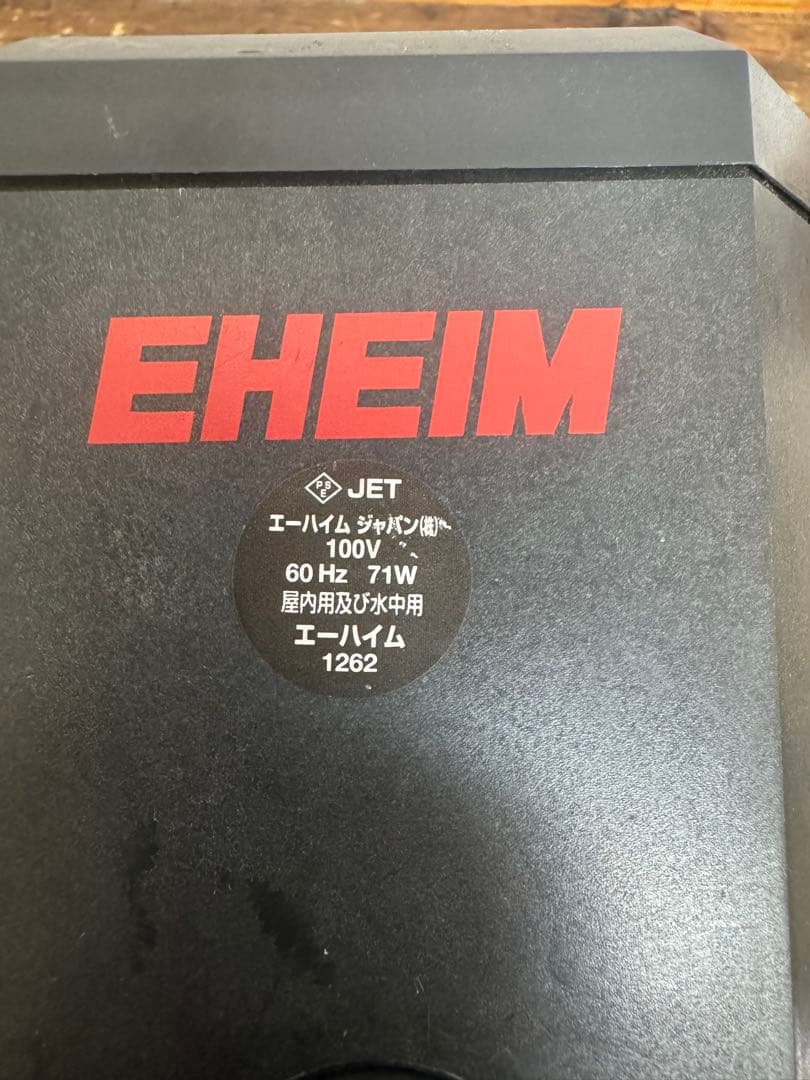 EHEIM
PSE JET
エーハイム ジャパン(株)
100V
60 Hz 71W
屋内用及び水中用
エーハイム
1262